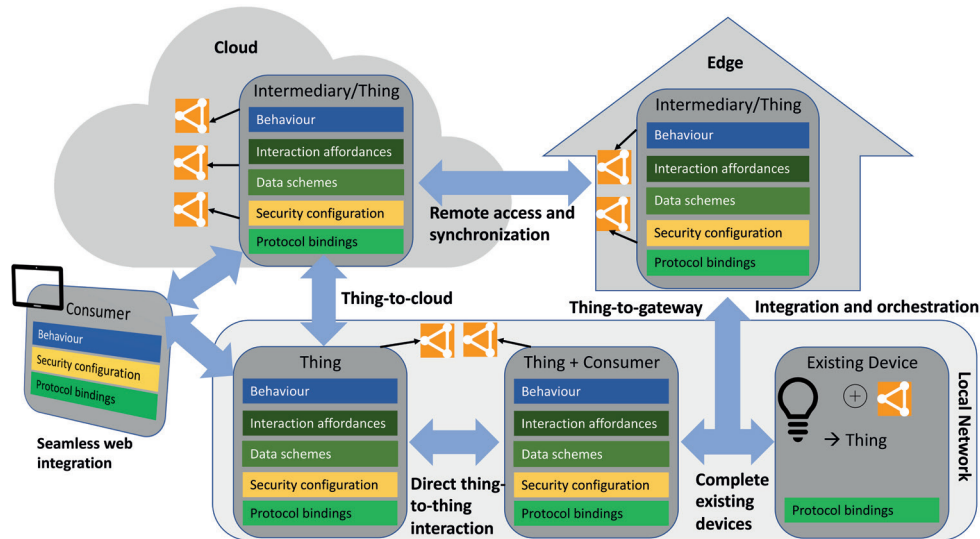 Cloud
Intermediary/Thing
Behaviour
Interaction affordances
Data schemes
Security configuration
Protocol bindings
Edge
Intermediary/Thing
Behaviour
Interaction affordances
Data schemes
Security configuration
Protocol bindings
Remote access and
synchronization
Consumer
Behaviour
Security configuration
Protocol bindings
Seamless web
integration
Thing-to-cloud
Thing-to-gateway
Integration and orchestration
Thing
Behaviour
Interaction affordances
Data schemes
Security configuration
Protocol bindings
Direct thing-
to-thing
interaction
Thing + Consumer
Behaviour
Interaction affordances
Data schemes
Security configuration
Protocol bindings
Complete
existing
devices
Existing Device
+
→ Thing
Protocol bindings
Local Network